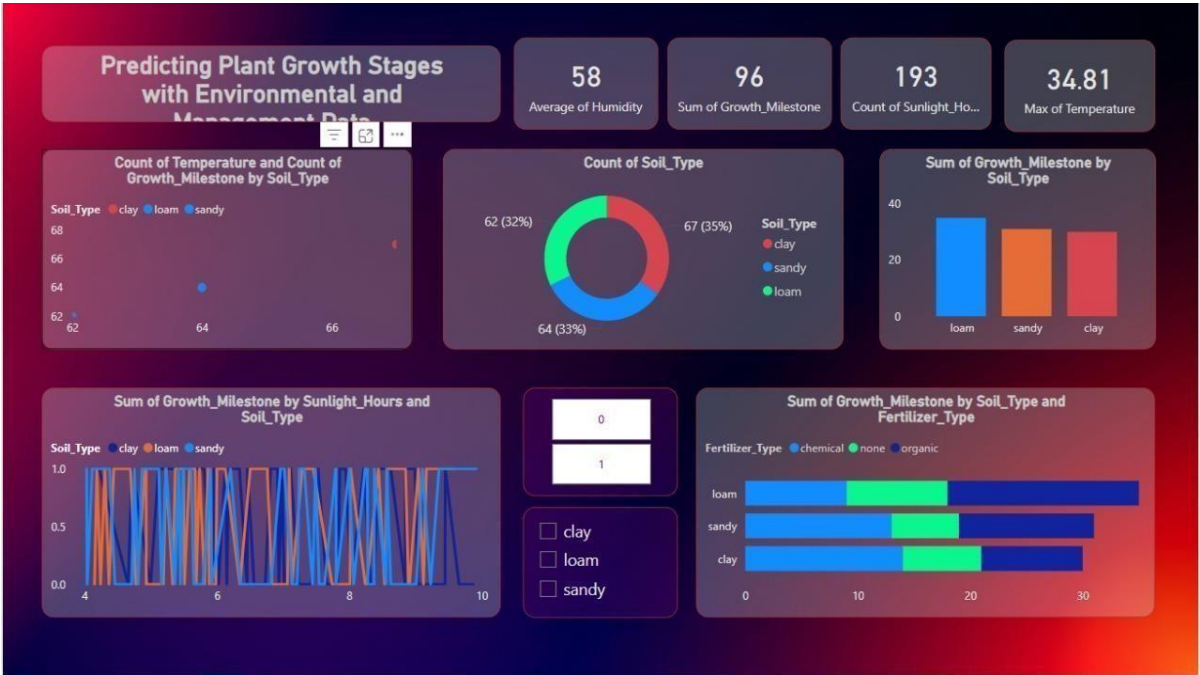 Predicting Plant Growth Stages
with Environmental and
Management Data
58
Average of Humidity
96
Sum of Growth_Milestone
193
Count of Sunlight_Ho...
34.81
Max of Temperature
Count of Temperature and Count of
Growth_Milestone by Soil_Type
Soil_Type clay loam sandy
68
66
64
62
62 64 66
Count of Soil_Type
62 (32%)
67 (35%)
64 (33%)
Soil_Type
clay
sandy
loam
Sum of Growth_Milestone by
Soil_Type
40
20
0
loam sandy clay
Sum of Growth_Milestone by Sunlight_Hours and
Soil_Type
Soil_Type clay loam sandy
1.0
0.5
0.0
4 6 8 10
0
1
clay
loam
sandy
Sum of Growth_Milestone by Soil_Type and
Fertilizer_Type
Fertilizer_Type chemical none organic
loam
sandy
clay
0 10 20 30